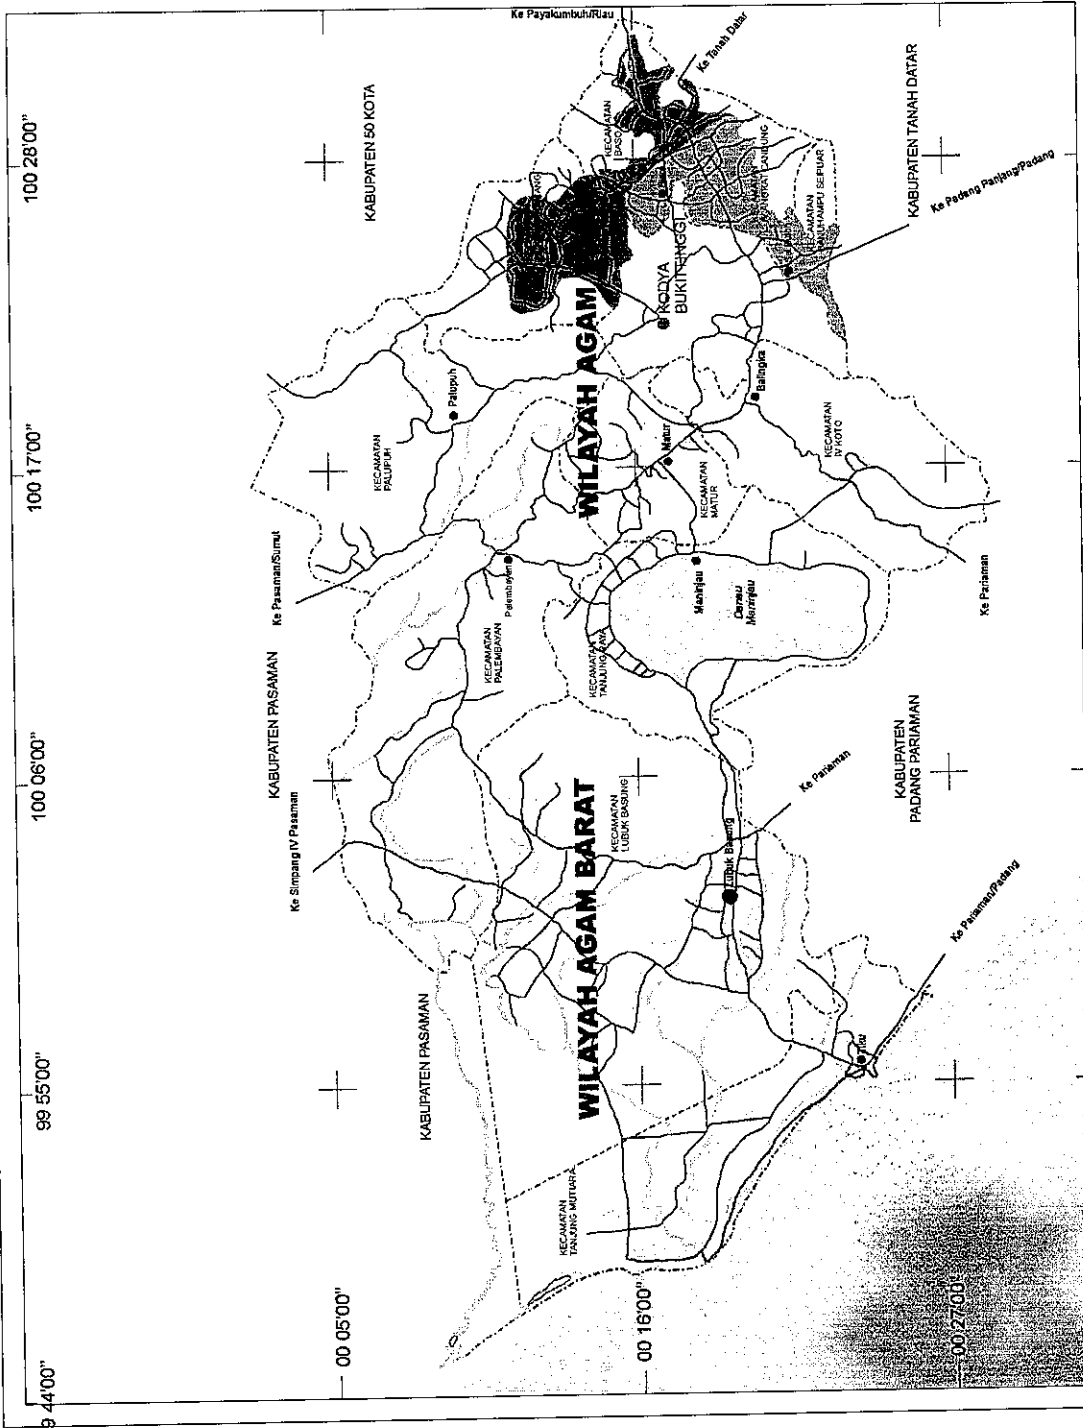 100 28'00"
100 17'00"
100 06'00"
99 55'00"
9 44'00"
00 05'00"
00 16'00"
00 27'00"
Ke Payakumbuh/Riau
Ke Tanah Datar
KABUPATEN 50 KOTA
KECAMATAN
BASO
KABUPATEN TANAH DATAR
Ke Padang Panjang/Padang
KODYA
BUKITTINGGI
WILAYAH AGAM
Palupuh
KECAMATAN
PALUPUH
Balingka
KECAMATAN
IV KOTO
Matur
KECAMATAN
MATUR
Ke Pasaman/Sumut
Palembayan
KECAMATAN
PALEMBAYAN
Maninjau
Danau
Maninjau
KECAMATAN
TANJUNG RAYA
Ke Pariaman
KABUPATEN PASAMAN
Ke Simpang IV Pasaman
WILAYAH AGAM BARAT
KECAMATAN
LUBUK BASUNG
Lubuk Basung
Ke Pariaman
KABUPATEN
PADANG PARIAMAN
Ke Pariaman/Padang
KABUPATEN PASAMAN
Tiku
KECAMATAN
TANJUNG MUTIARA